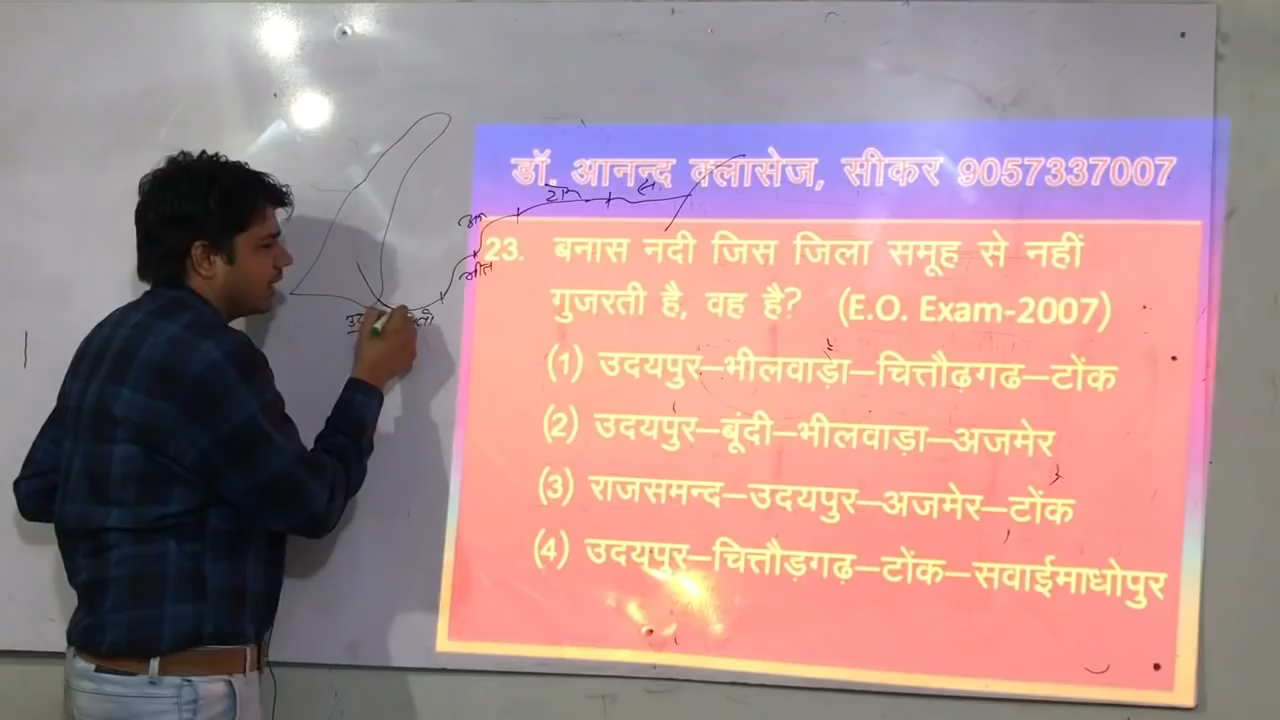 डॉ. आनन्द क्लासेज, सीकर 9057337007
23. बनास नदी जिस जिला समूह से नहीं
गुजरती है, वह है? (E.O. Exam-2007)
(1) उदयपुर–भीलवाड़ा–चित्तौढ़गढ–टोंक
(2) उदयपुर–बूंदी–भीलवाड़ा–अजमेर
(3) राजसमन्द–उदयपुर–अजमेर–टोंक
(4) उदयपुर–चित्तौड़गढ़–टोंक–सवाईमाधोपुर